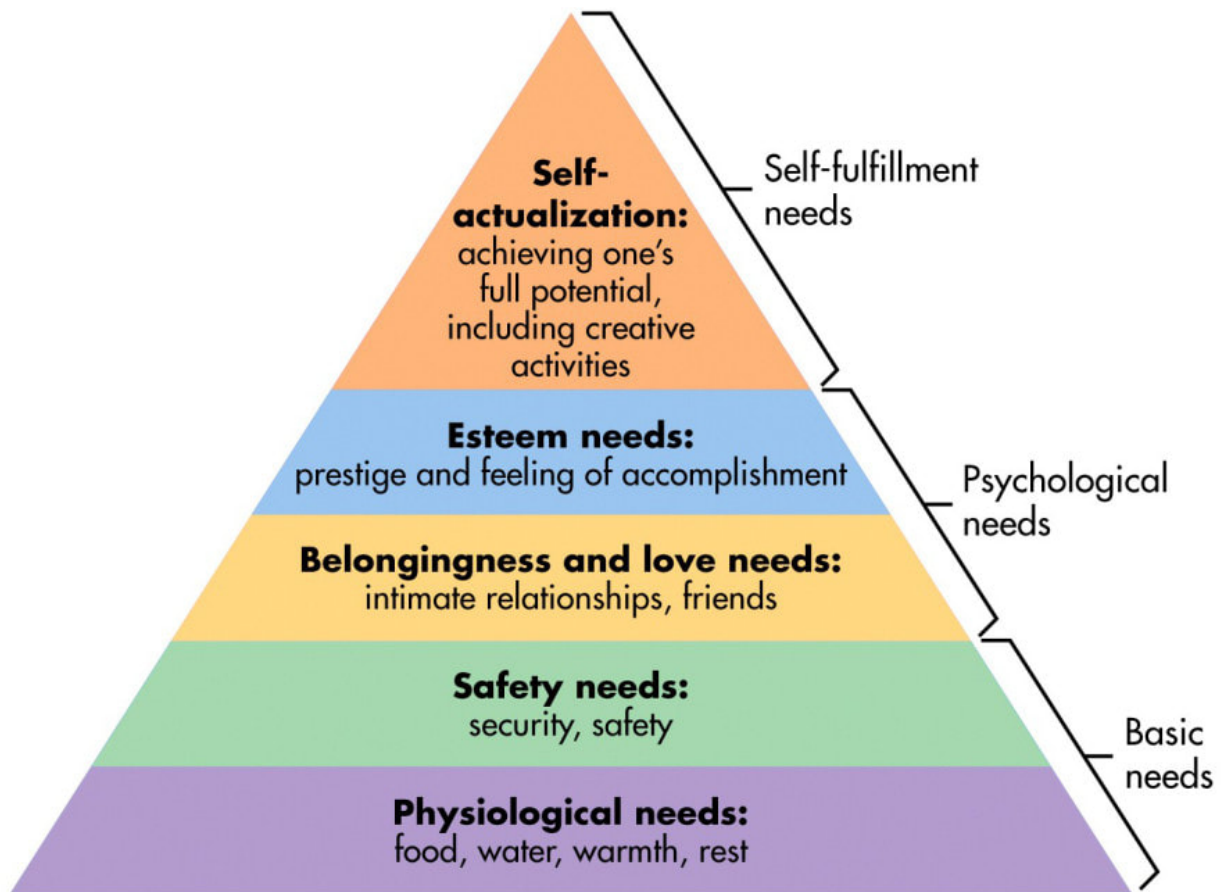 Self-
actualization:
achieving one's
full potential,
including creative
activities
Self-fulfillment
needs
Esteem needs:
prestige and feeling of accomplishment
Belongingness and love needs:
intimate relationships, friends
Psychological
needs
Safety needs:
security, safety
Physiological needs:
food, water, warmth, rest
Basic
needs